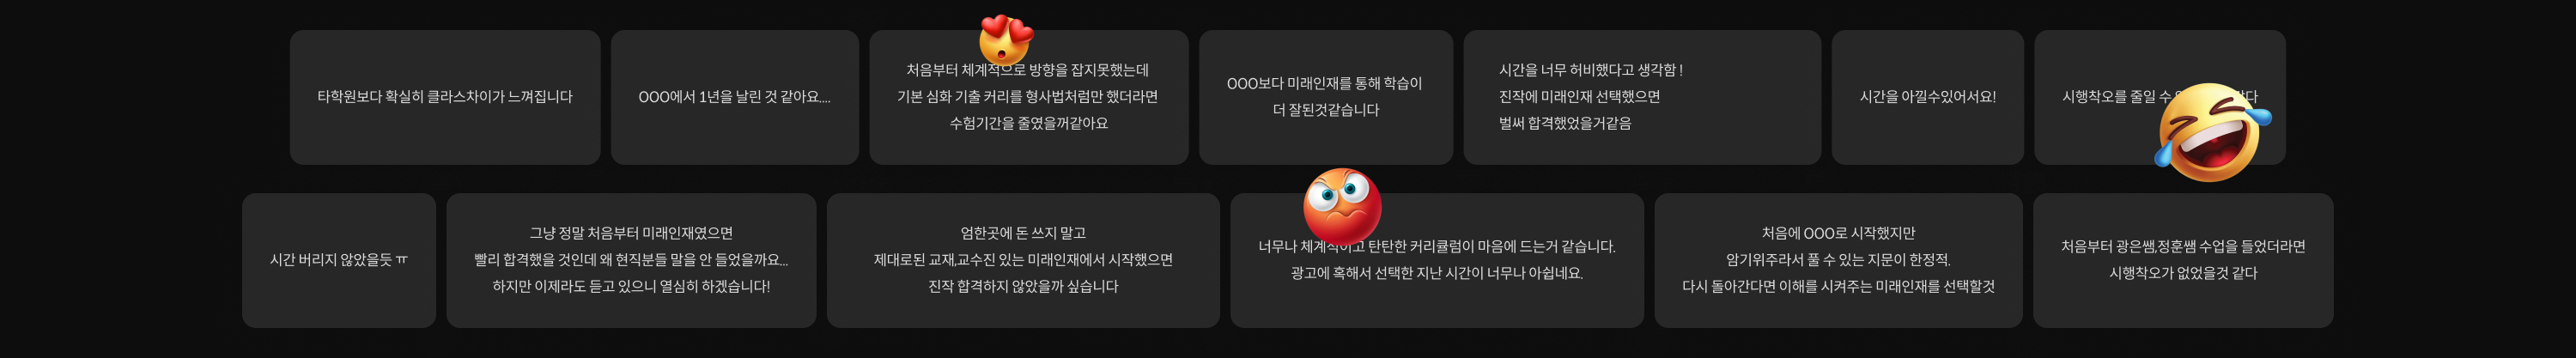 타학원보다 확실히 클라스차이가 느껴집니다
OOO에서 1년을 날린 것 같아요....
처음부터 체계적으로 방향을 잡지못했는데
기본 심화 기출 커리를 형사법처럼만 했더라면
수험기간을 줄였을꺼같아요
OOO보다 미래인재를 통해 학습이
더 잘된것같습니다
시간을 너무 허비했다고 생각함 !
진작에 미래인재 선택했으면
벌써 합격했었을거같음
시간을 아낄수있어서요!
시행착오를 줄일 수
시간 버리지 않았을듯 ㅠ
그냥 정말 처음부터 미래인재였으면
빨리 합격했을 것인데 왜 현직분들 말을 안 들었을까요...
하지만 이제라도 듣고 있으니 열심히 하겠습니다!
엄한곳에 돈 쓰지 말고
제대로된 교재,교수진 있는 미래인재에서 시작했으면
진작 합격하지 않았을까 싶습니다
너무나 체계적이고 탄탄한 커리큘럼이 마음에 드는거 같습니다.
광고에 혹해서 선택한 지난 시간이 너무나 아쉽네요.
처음에 OOO로 시작했지만
암기위주라서 풀 수 있는 지문이 한정적.
다시 돌아간다면 이해를 시켜주는 미래인재를 선택할것
처음부터 광은쌤,정훈쌤 수업을 들었더라면
시행착오가 없었을것 같다